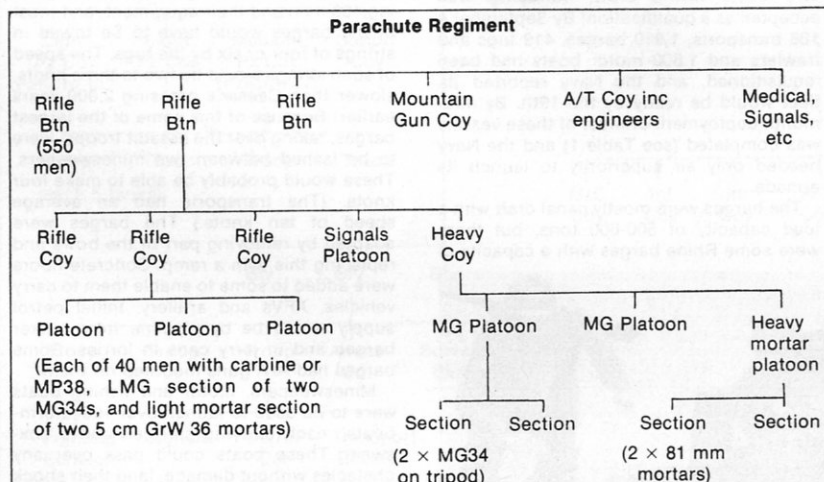 Parachute Regiment
Rifle
Btn
(550
men)
Rifle
Btn
Rifle
Btn
Mountain
Gun Coy
A/T Coy inc
engineers
Medical,
Signals,
etc
Rifle
Coy
Rifle
Coy
Rifle
Coy
Signals
Platoon
Heavy
Coy
Platoon
Platoon
Platoon
(Each of 40 men with carbine or
MP38, LMG section of two
MG34s, and light mortar section
of two 5 cm GrW 36 mortars)
MG Platoon
MG Platoon
Heavy
mortar
platoon
Section
Section
(2 × MG34
on tripod)
Section
Section
(2 × 81 mm
mortars)